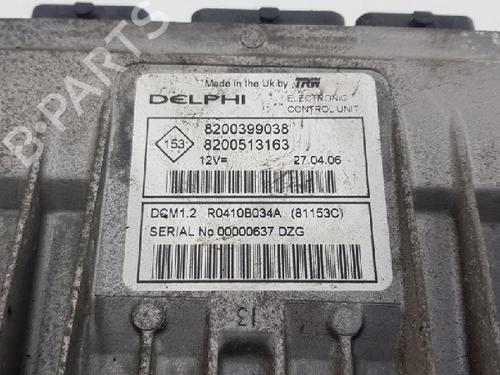 Made in the Uk by TRW
DELPHI ELECTRONIC
CONTROL UNIT
8200399038
153 8200513163
12V= 27.04.06
DCM1.2 R0410B034A (81153C)
SERIAL No 00000637 DZG
13